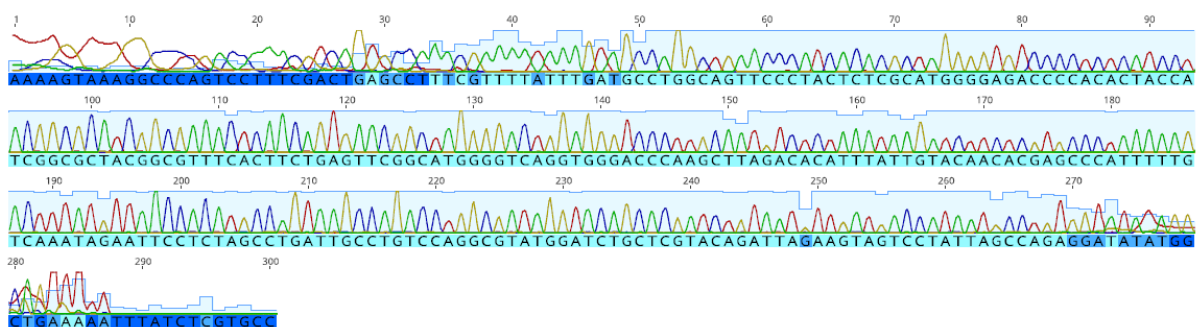 1 10 20 30 40 50 60 70 80 90
AAAAGTAAAGGCCCAGTCCTTTCGACTGAGCCTTTCGTTTTATTTGATGCCTGGCAGTTCCCTACTCTCGCATGGGGAGACCCCACACTACCA
100 110 120 130 140 150 160 170 180
TCGGCGCTACGGCGTTTCACTTCTGAGTTCGGCATGGGGTCAGGTGGGACCCAAGCTTAGACACATTTATTGTACAACACGAGCCCATTTTTG
190 200 210 220 230 240 250 260 270
TCAAATAGAATTCCTCTAGCCTGATTGCCTGTCCAGGCGTATGGATCTGCTCGTACAGATTAGAAGTAGTCCTATTAGCCAGAGGATATATGG
280 290 300
CTGAAAAATTTATCTCGTGCC